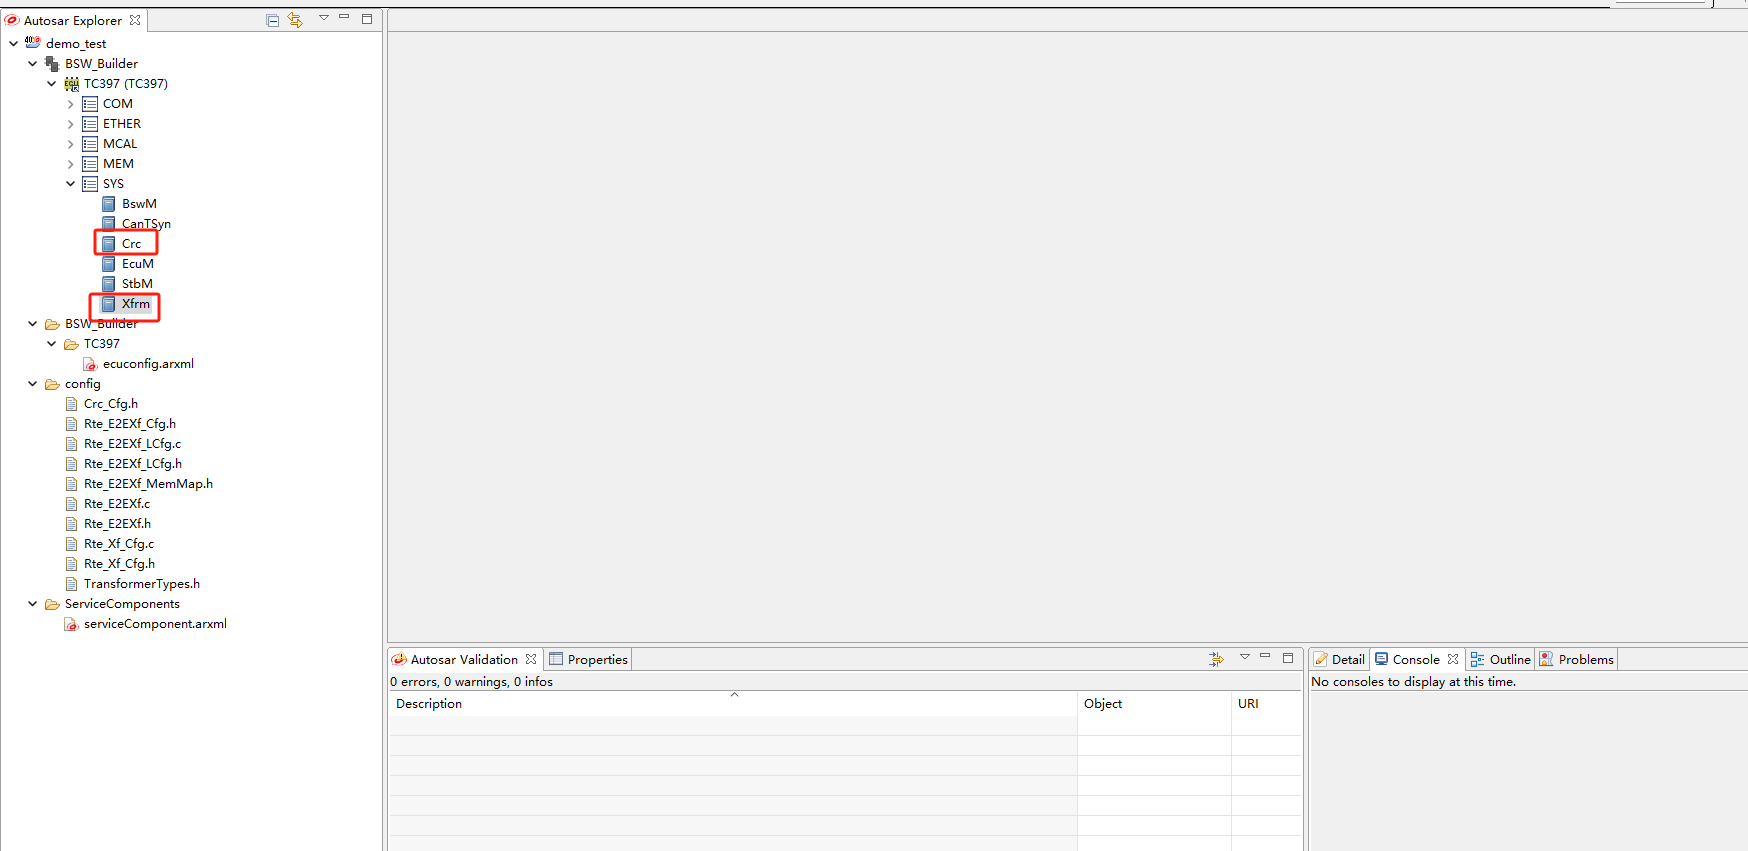 Autosar Explorer
demo_test
BSW_Builder
TC397 (TC397)
COM
ETHER
MCAL
MEM
SYS
BswM
CanTSyn
Crc
EcuM
StbM
Xfrm
BSW_Builder
TC397
ecuconfig.arxml
config
Crc_Cfg.h
Rte_E2EXf_Cfg.h
Rte_E2EXf_LCfg.c
Rte_E2EXf_LCfg.h
Rte_E2EXf_MemMap.h
Rte_E2EXf.c
Rte_E2EXf.h
Rte_Xf_Cfg.c
Rte_Xf_Cfg.h
TransformerTypes.h
ServiceComponents
serviceComponent.arxml
Autosar Validation Properties
0 errors, 0 warnings, 0 infos
Description Object URI
Detail Console Outline Problems
No consoles to display at this time.